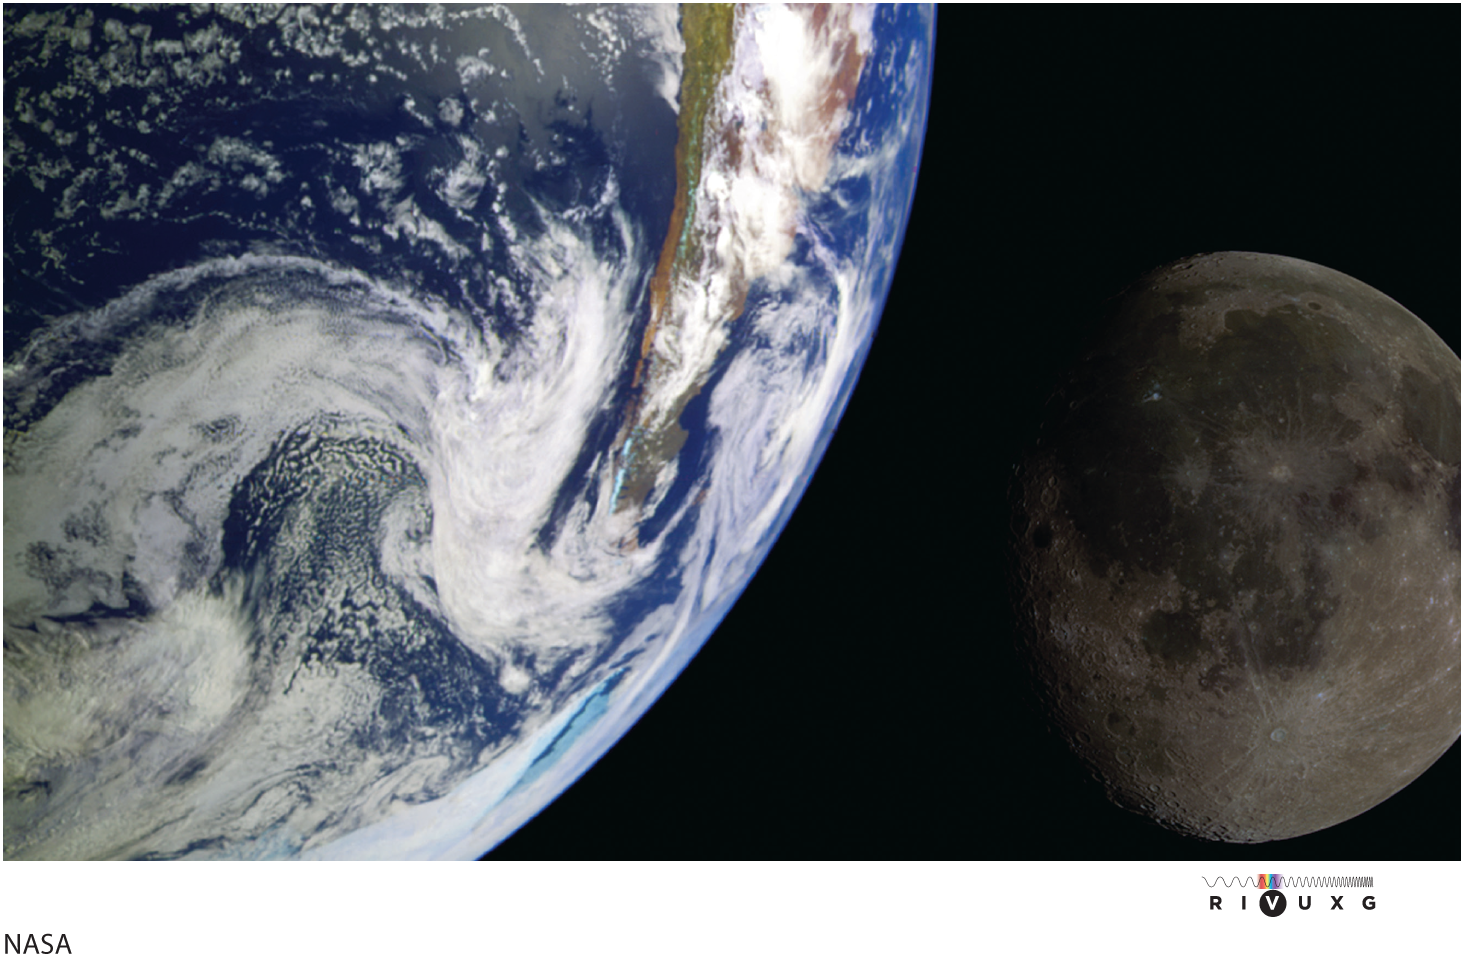 R I V U X G
NASA